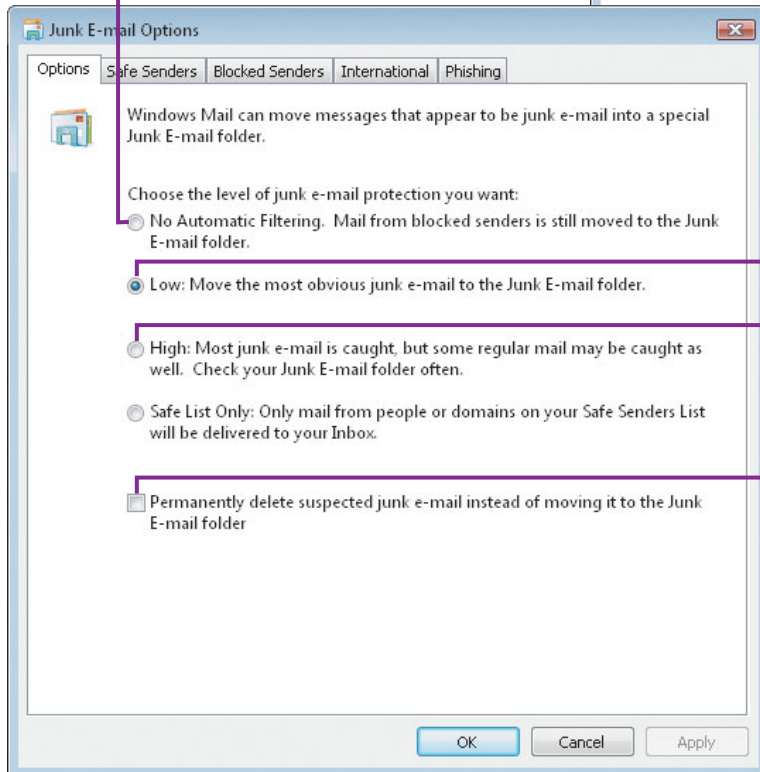 Junk E-mail Options
Options Safe Senders Blocked Senders International Phishing
Windows Mail can move messages that appear to be junk e-mail into a special
Junk E-mail folder.
Choose the level of junk e-mail protection you want:
No Automatic Filtering. Mail from blocked senders is still moved to the Junk
E-mail folder.
Low: Move the most obvious junk e-mail to the Junk E-mail folder.
High: Most junk e-mail is caught, but some regular mail may be caught as
well. Check your Junk E-mail folder often.
Safe List Only: Only mail from people or domains on your Safe Senders List
will be delivered to your Inbox.
Permanently delete suspected junk e-mail instead of moving it to the Junk
E-mail folder
OK Cancel Apply